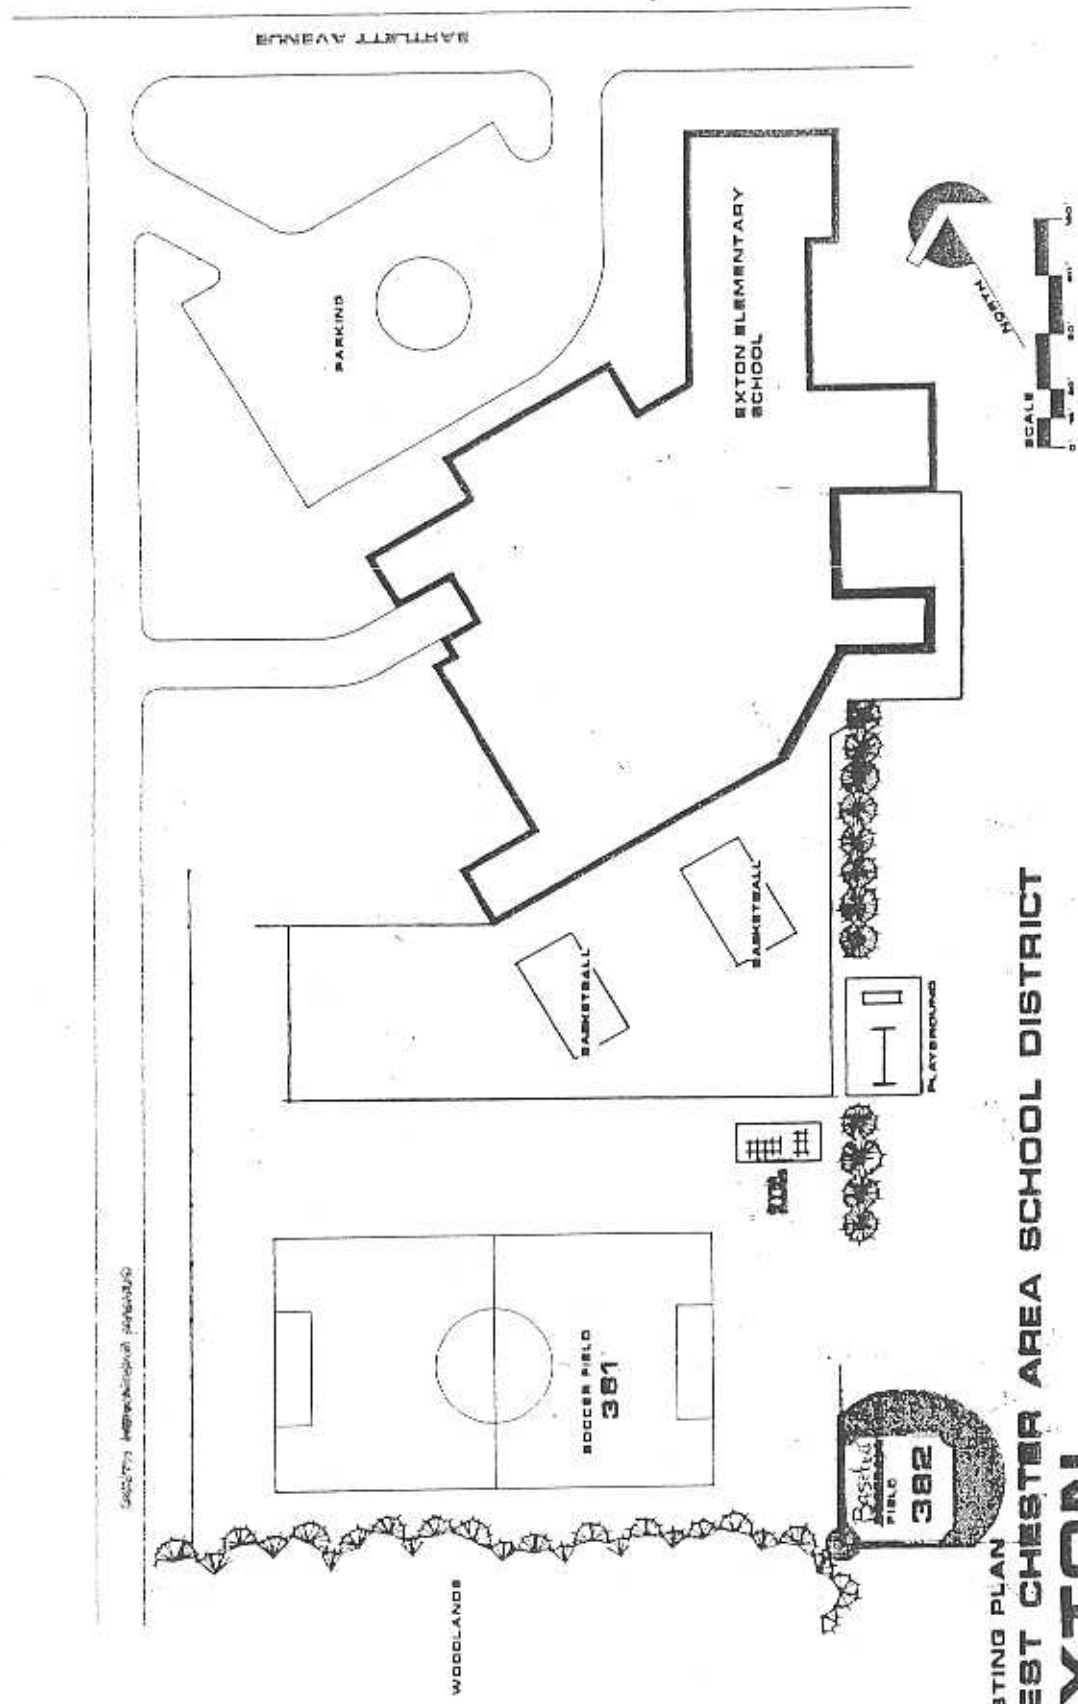 BARTLETT AVENUE
PARKING
EXTON ELEMENTARY
SCHOOL
NORTH
SCALE
BASKETBALL
BASKETBALL
PLAYGROUND
SOCCER FIELD
381
Baseball
FIELD
382
WOODLANDS
STING PLAN
EST CHESTER AREA SCHOOL DISTRICT
XTON